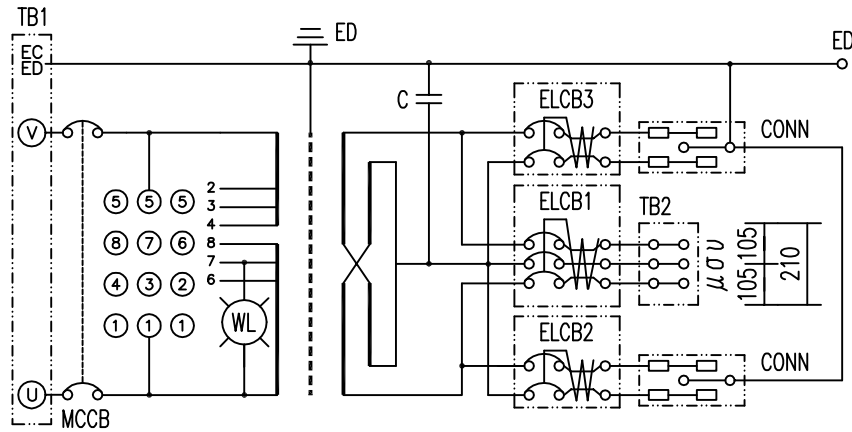 TB1
EC
ED
ED
ED
V
C
ELCB3
CONN
2
5 5 5
3
4
8 7 6
8
7
4 3 2
6
WL
1 1 1
ELCB1
TB2
μ σ υ
105 105
210
ELCB2
CONN
U
MCCB